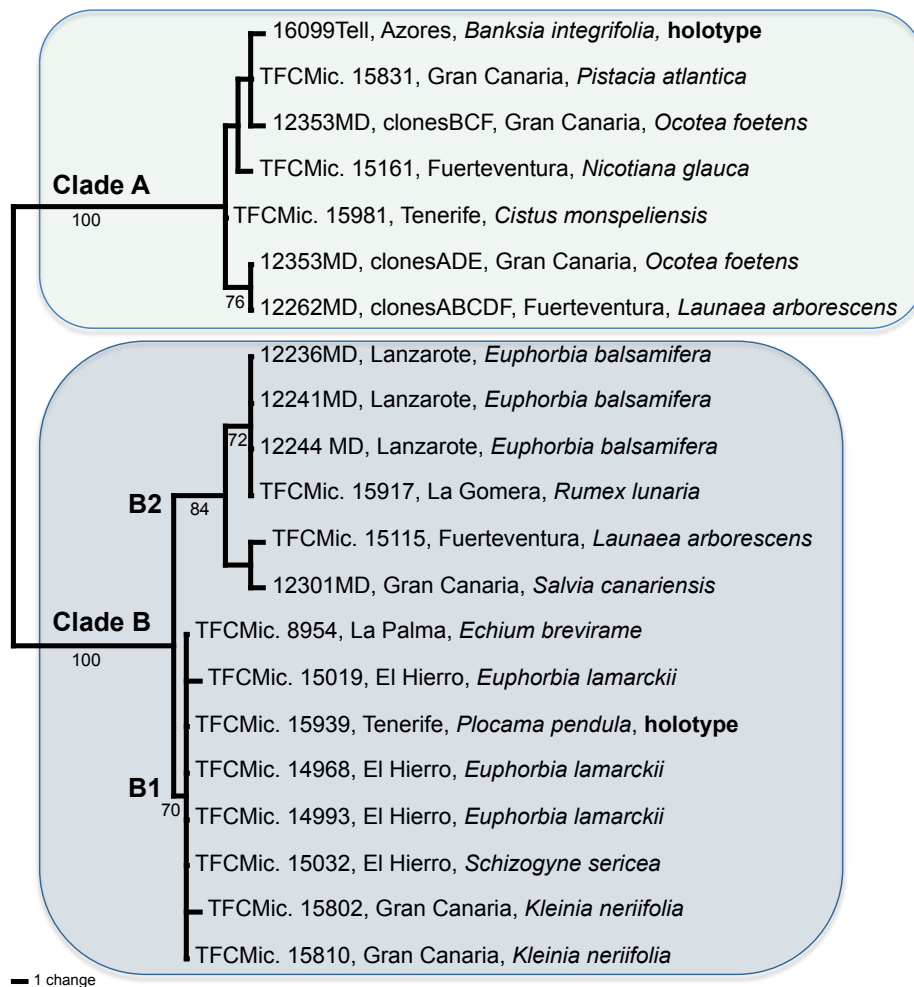 16099Tell, Azores, Banksia integrifolia, holotype
TFCMic. 15831, Gran Canaria, Pistacia atlantica
12353MD, clonesBCF, Gran Canaria, Ocotea foetens
TFCMic. 15161, Fuerteventura, Nicotiana glauca
Clade A
100
TFCMic. 15981, Tenerife, Cistus monspeliensis
12353MD, clonesADE, Gran Canaria, Ocotea foetens
76
12262MD, clonesABCDF, Fuerteventura, Launaea arborescens
12236MD, Lanzarote, Euphorbia balsamifera
12241MD, Lanzarote, Euphorbia balsamifera
72
12244 MD, Lanzarote, Euphorbia balsamifera
TFCMic. 15917, La Gomera, Rumex lunaria
B2
84
TFCMic. 15115, Fuerteventura, Launaea arborescens
12301MD, Gran Canaria, Salvia canariensis
Clade B
100
TFCMic. 8954, La Palma, Echium brevirame
TFCMic. 15019, El Hierro, Euphorbia lamarckii
TFCMic. 15939, Tenerife, Plocama pendula, holotype
TFCMic. 14968, El Hierro, Euphorbia lamarckii
B1
70
TFCMic. 14993, El Hierro, Euphorbia lamarckii
TFCMic. 15032, El Hierro, Schizogyne sericea
TFCMic. 15802, Gran Canaria, Kleinia neriifolia
TFCMic. 15810, Gran Canaria, Kleinia neriifolia
1 change